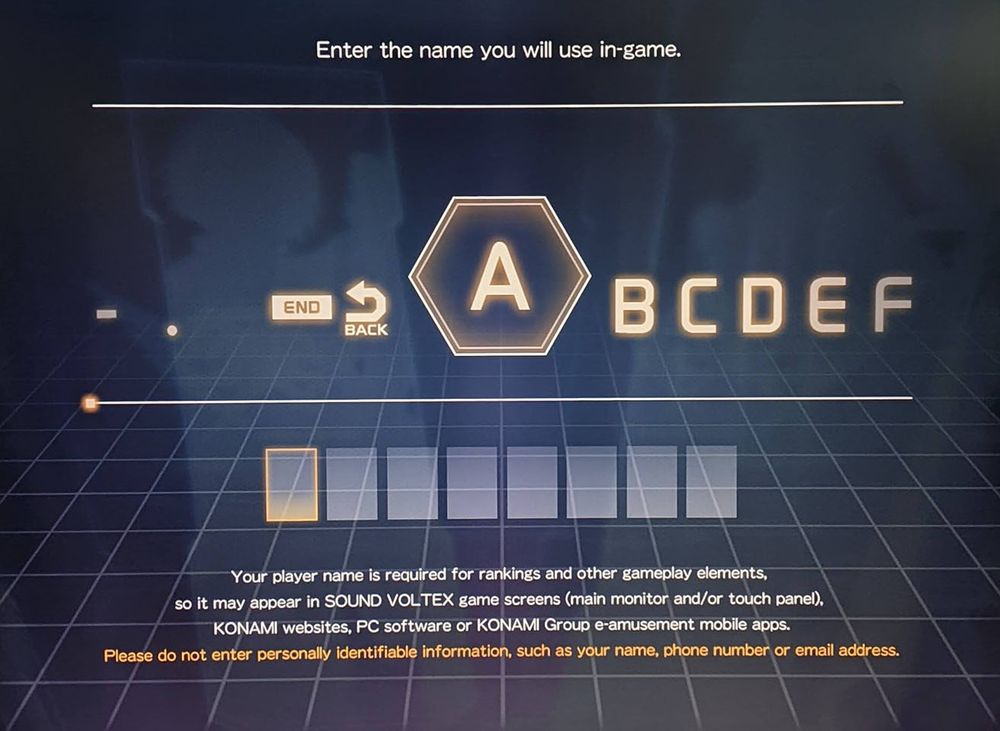 Enter the name you will use in-game.
- . END BACK A B C D E F
Your player name is required for rankings and other gameplay elements,
so it may appear in SOUND VOLTEX game screens (main monitor and/or touch panel),
KONAMI websites, PC software or KONAMI Group e-amusement mobile apps.
Please do not enter personally identifiable information, such as your name, phone number or email address.